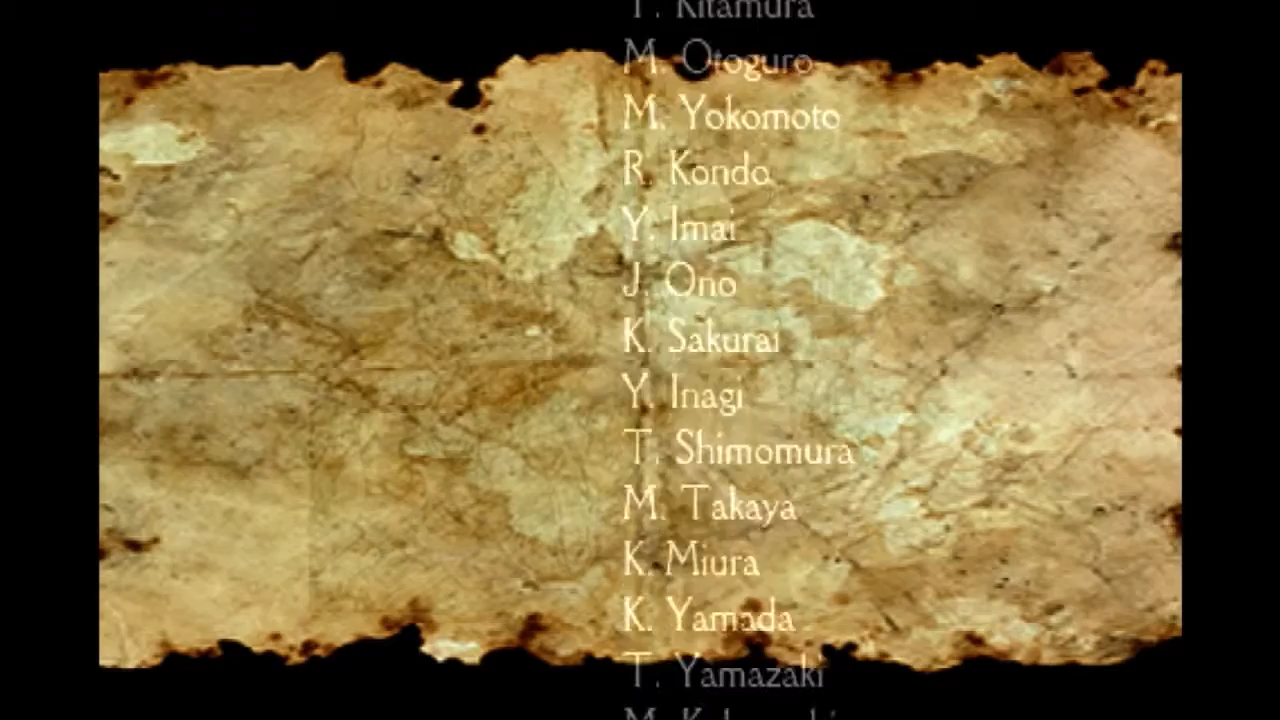 T. Kitamura
M. Otoguro
M. Yokomoto
R. Kondo
Y. Imai
J. Ono
K. Sakurai
Y. Inagi
T. Shimomura
M. Takaya
K. Miura
K. Yamada
T. Yamazaki
M.